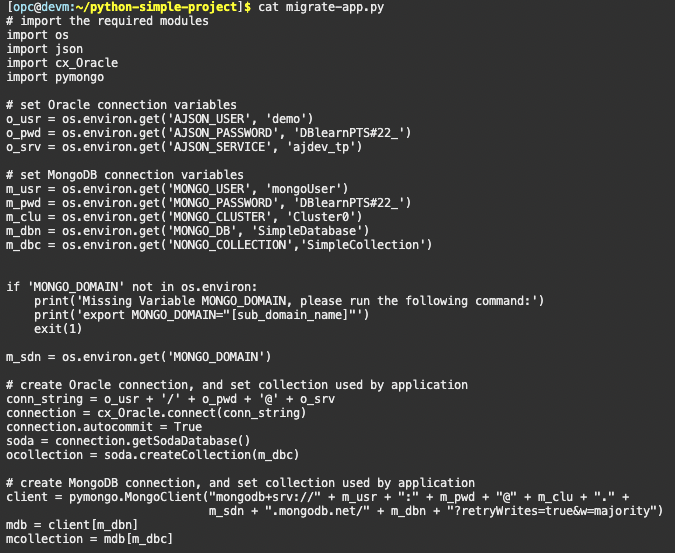 [opc@devm:~/python-simple-project]$ cat migrate-app.py
# import the required modules
import os
import json
import cx_Oracle
import pymongo

# set Oracle connection variables
o_usr = os.environ.get('AJSON_USER', 'demo')
o_pwd = os.environ.get('AJSON_PASSWORD', 'DBlearnPTS#22_')
o_srv = os.environ.get('AJSON_SERVICE', 'ajdev_tp')

# set MongoDB connection variables
m_usr = os.environ.get('MONGO_USER', 'mongoUser')
m_pwd = os.environ.get('MONGO_PASSWORD', 'DBlearnPTS#22_')
m_clu = os.environ.get('MONGO_CLUSTER', 'Cluster0')
m_dbn = os.environ.get('MONGO_DB', 'SimpleDatabase')
m_dbc = os.environ.get('NONGO_COLLECTION','SimpleCollection')

if 'MONGO_DOMAIN' not in os.environ:
    print('Missing Variable MONGO_DOMAIN, please run the following command:')
    print('export MONGO_DOMAIN="[sub_domain_name]"')
    exit(1)

m_sdn = os.environ.get('MONGO_DOMAIN')

# create Oracle connection, and set collection used by application
conn_string = o_usr + '/' + o_pwd + '@' + o_srv
connection = cx_Oracle.connect(conn_string)
connection.autocommit = True
soda = connection.getSodaDatabase()
ocollection = soda.createCollection(m_dbc)

# create MongoDB connection, and set collection used by application
client = pymongo.MongoClient("mongodb+srv://" + m_usr + ":" + m_pwd + "@" + m_clu + "." +
                             m_sdn + ".mongodb.net/" + m_dbn + "?retryWrites=true&w=majority")
mdb = client[m_dbn]
mcollection = mdb[m_dbc]